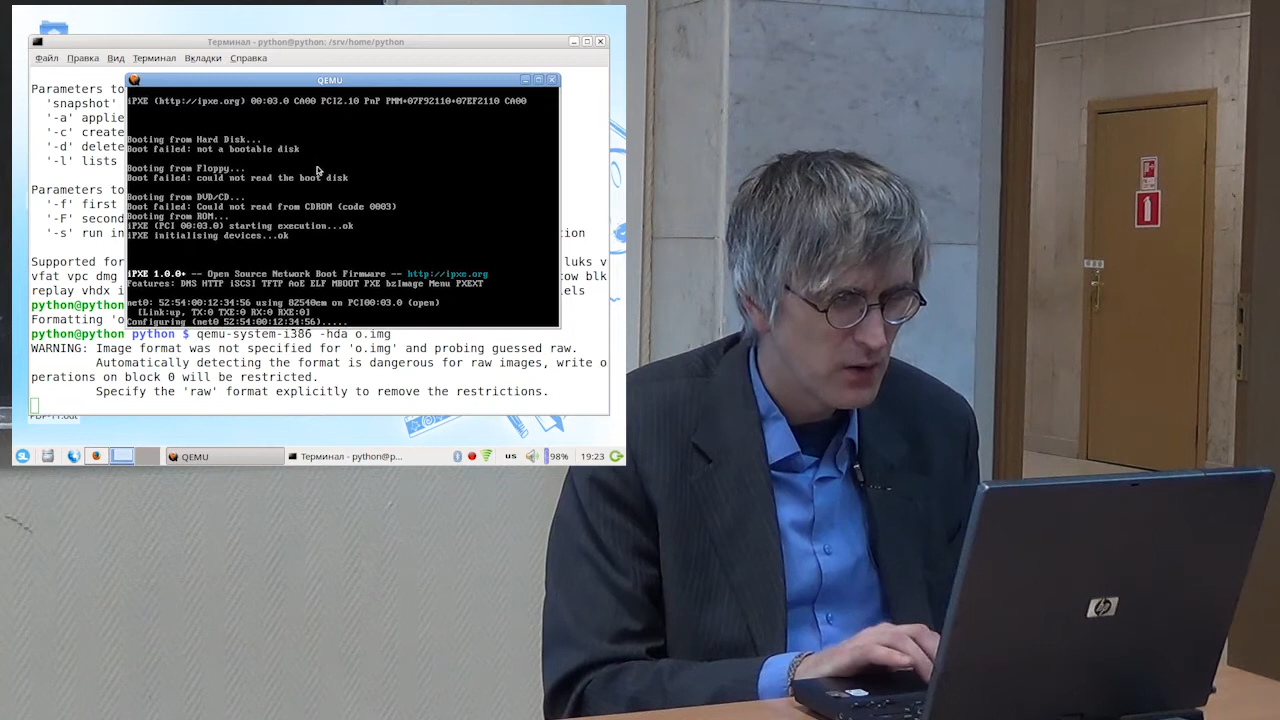 Терминал - python@python: /srv/home/python
Файл Правка Вид Терминал Вкладки Справка
QEMU
Parameters to
'snapshot'
'-a' applie
'-c' create
'-d' delete
'-l' lists
Parameters to
'-f' first
'-F' second
'-s' run in
ction
Supported for
luks v
vfat vpc dmg
cow blk
replay vhdx i
els
python@python
Formatting 'o
iPXE (http://ipxe.org) 00:03.0 CA00 PCI2.10 PnP PMM+07F92110+07EF2110 CA00
Booting from Hard Disk...
Boot failed: not a bootable disk
Booting from Floppy...
Boot failed: could not read the boot disk
Booting from DVD/CD...
Boot failed: Could not read from CDROM (code 0003)
Booting from ROM...
iPXE (PCI 00:03.0) starting execution...ok
iPXE initialising devices...ok
iPXE 1.0.0+ -- Open Source Network Boot Firmware -- http://ipxe.org
Features: DNS HTTP iSCSI TFTP AoE ELF MBOOT PXE bzImage Menu PXEXT
net0: 52:54:00:12:34:56 using 82540em on PCI00:03.0 (open)
[Link:up, TX:0 TXE:0 RX:0 RXE:0]
Configuring (net0 52:54:00:12:34:56).....
python@python python $ qemu-system-i386 -hda o.img
WARNING: Image format was not specified for 'o.img' and probing guessed raw.
Automatically detecting the format is dangerous for raw images, write o
perations on block 0 will be restricted.
Specify the 'raw' format explicitly to remove the restrictions.
QEMU
Терминал - python@p...
us
98%
19:23
hp